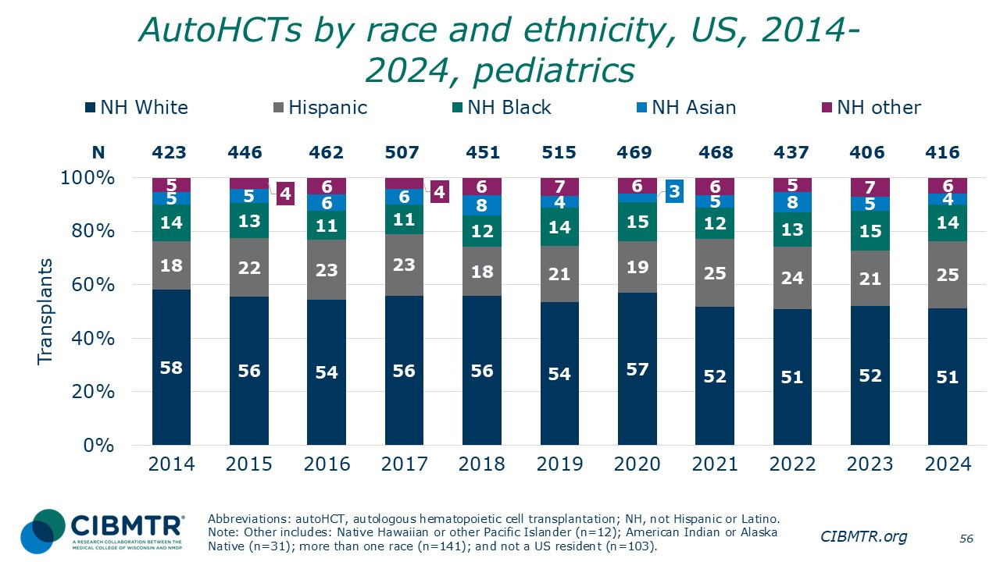 AutoHCTs by race and ethnicity, US, 2014-
2024, pediatrics
NH White Hispanic NH Black NH Asian NH other
N 423 446 462 507 451 515 469 468 437 406 416
100%
80%
60%
40%
20%
0%
Transplants
5 4 6 4 6 7 6 6 5 7 6
5 5 6 6 8 4 3 5 8 5 4
14 13 11 11 12 14 15 12 13 15 14
18 22 23 23 18 21 19 25 24 21 25
58 56 54 56 56 54 57 52 51 52 51
2014 2015 2016 2017 2018 2019 2020 2021 2022 2023 2024
CIBMTR®
A RESEARCH COLLABORATION BETWEEN THE
MEDICAL COLLEGE OF WISCONSIN AND NMDP
Abbreviations: autoHCT, autologous hematopoietic cell transplantation; NH, not Hispanic or Latino.
Note: Other includes: Native Hawaiian or other Pacific Islander (n=12); American Indian or Alaska
Native (n=31); more than one race (n=141); and not a US resident (n=103).
CIBMTR.org
56